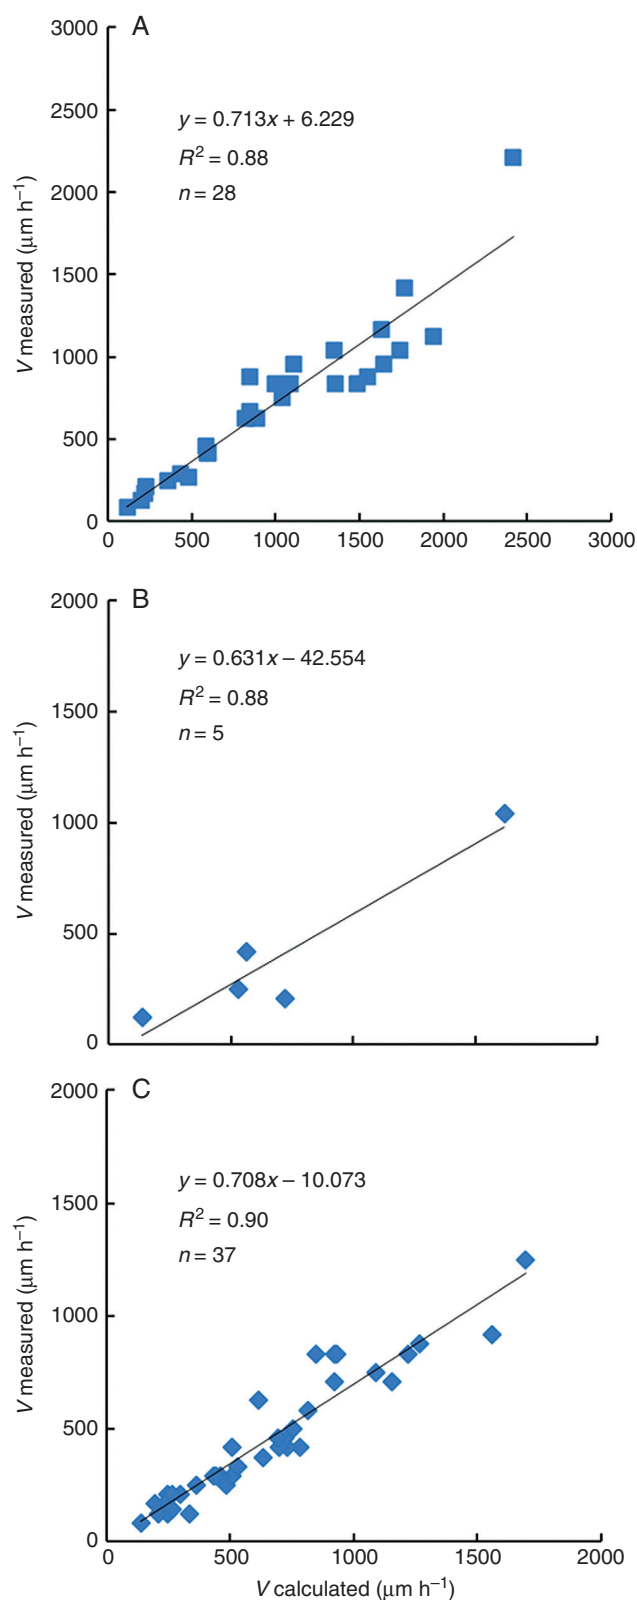 A
3000
2500
2000
1500
1000
500
0
V measured (μm h⁻¹)
y = 0.713x + 6.229
R² = 0.88
n = 28
0 500 1000 1500 2000 2500 3000
B
2000
1500
1000
500
0
V measured (μm h⁻¹)
y = 0.631x – 42.554
R² = 0.88
n = 5
C
2000
1500
1000
500
0
V measured (μm h⁻¹)
y = 0.708x – 10.073
R² = 0.90
n = 37
0 500 1000 1500 2000
V calculated (μm h⁻¹)